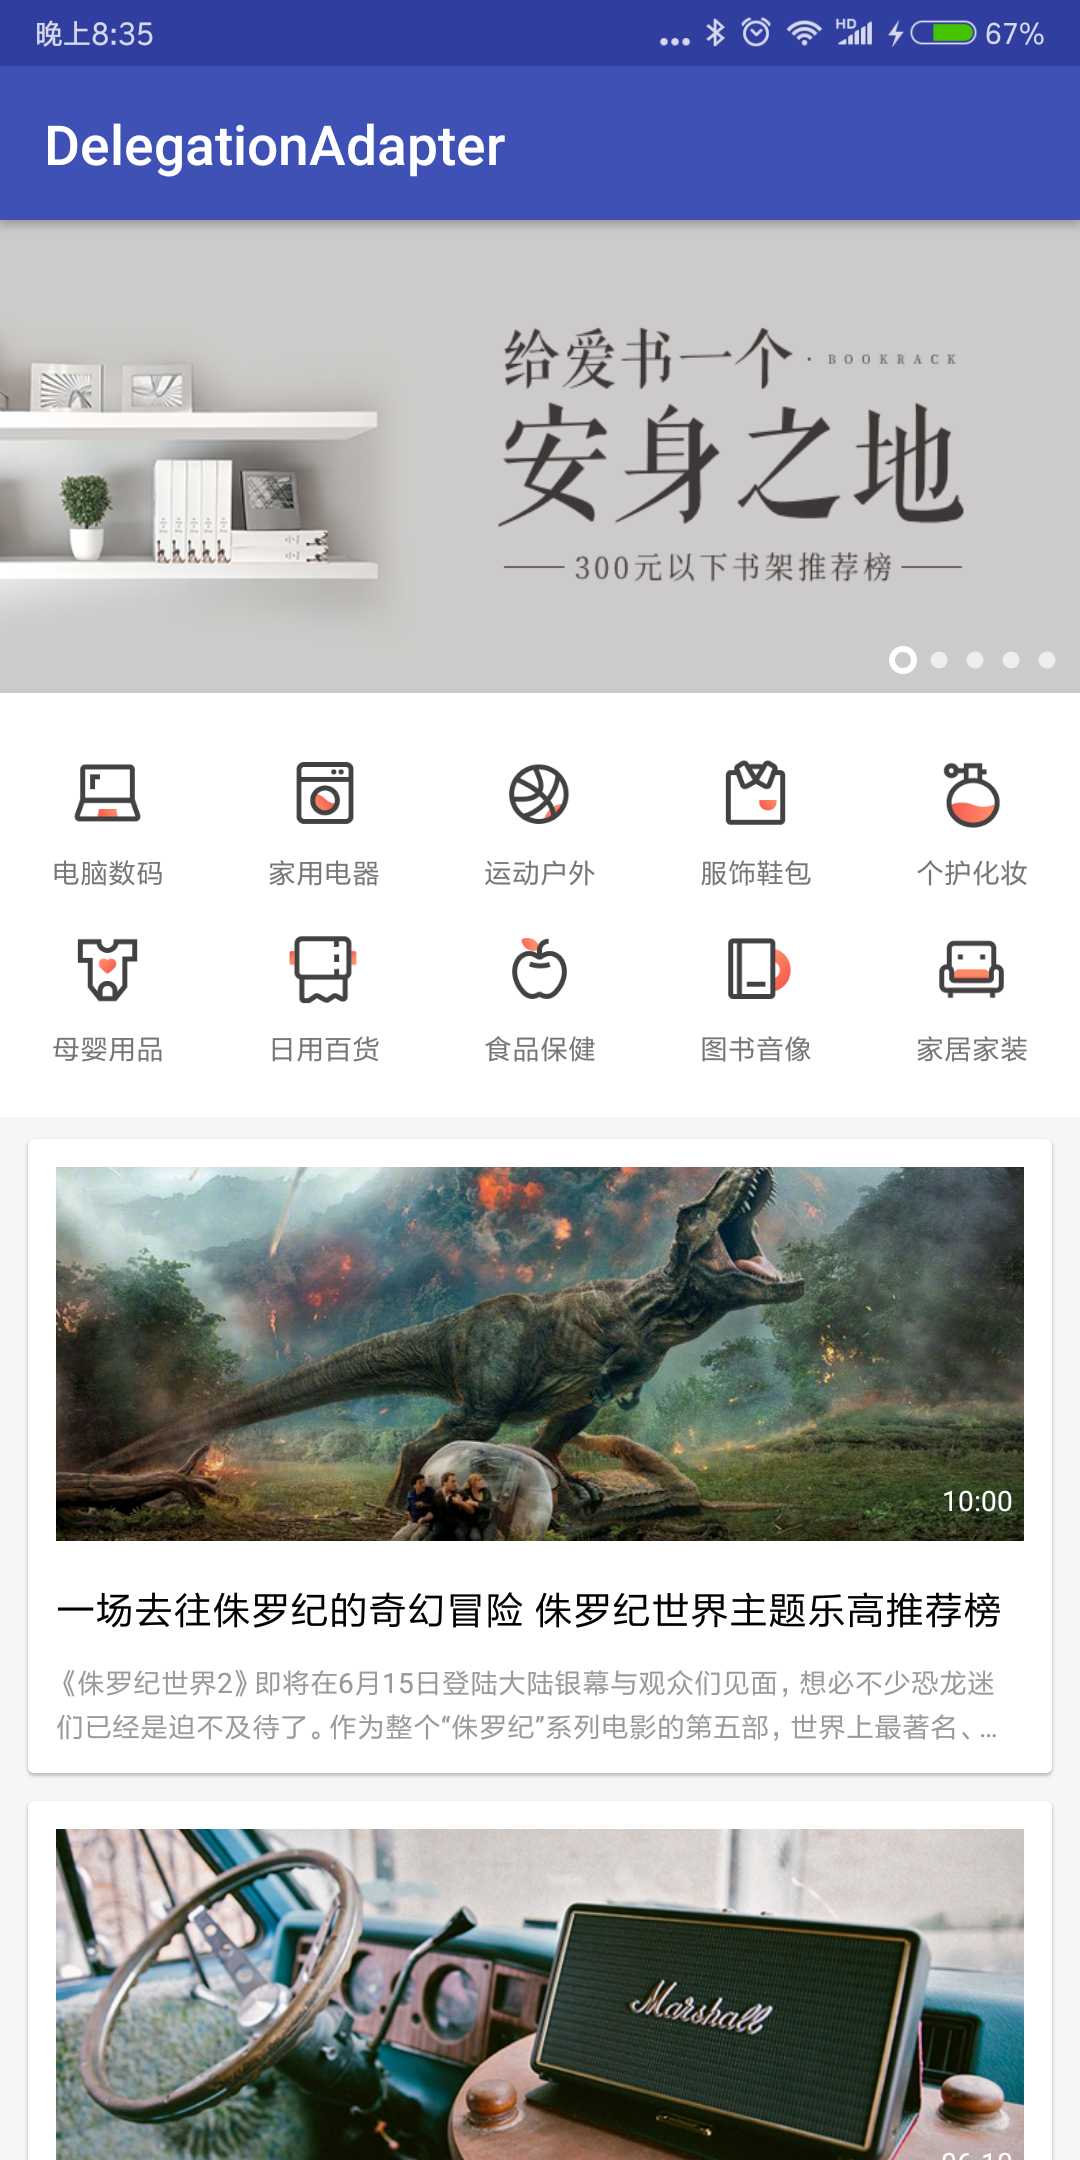 晚上8:35
HD
67%
DelegationAdapter
给爱书一个 · BOOKRACK
安身之地
300元以下书架推荐榜
电脑数码 家用电器 运动户外 服饰鞋包 个护化妆
母婴用品 日用百货 食品保健 图书音像 家居家装
10:00
一场去往侏罗纪的奇幻冒险 侏罗纪世界主题乐高推荐榜
《侏罗纪世界2》即将在6月15日登陆大陆银幕与观众们见面，想必不少恐龙迷
们已经是迫不及待了。作为整个“侏罗纪”系列电影的第五部，世界上最著名、...
Marshall